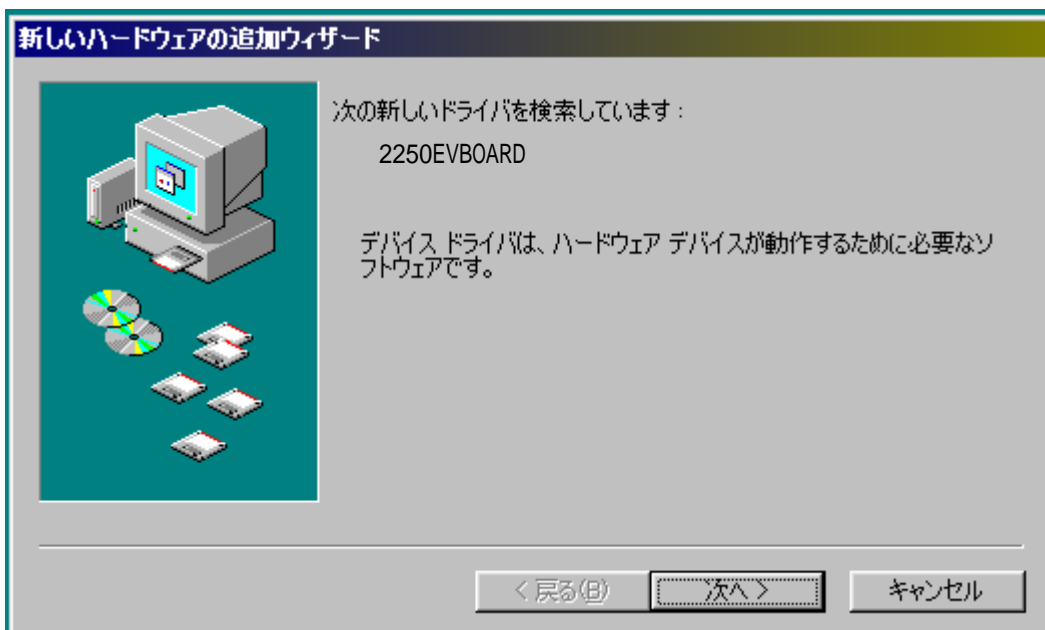 新しいハードウェアの追加ウィザード
次の新しいドライバを検索しています：
2250EVBOARD
デバイス ドライバは、ハードウェア デバイスが動作するために必要なソ
フトウェアです。
< 戻る(B)
次へ >
キャンセル